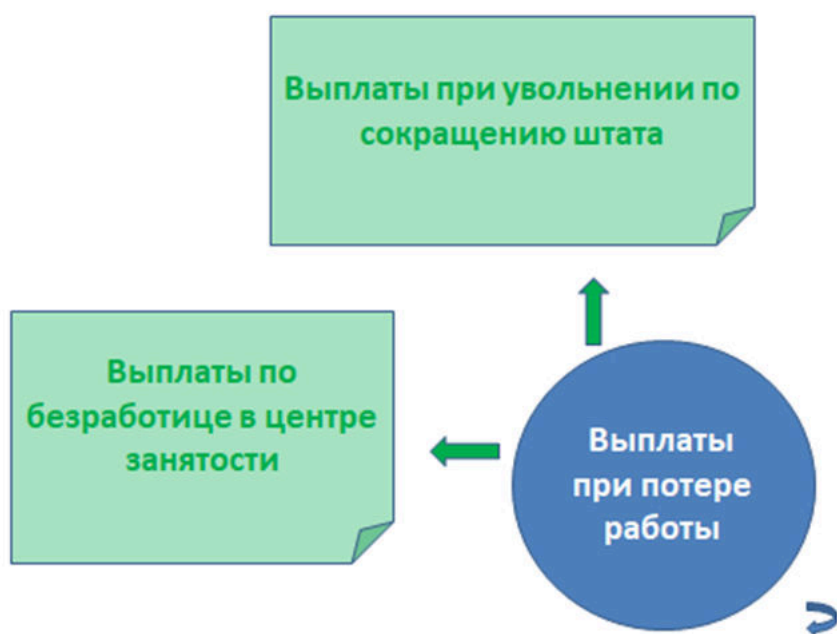 Выплаты при увольнении по
сокращению штата
Выплаты по
безработице в центре
занятости
Выплаты
при потере
работы